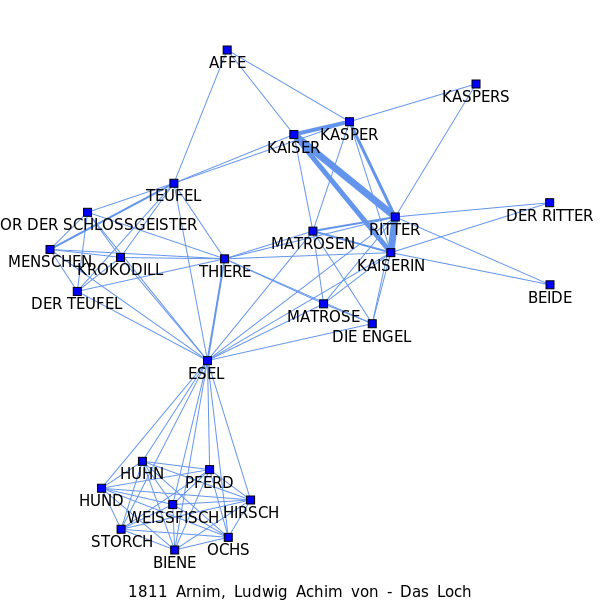 AFFE
KASPERS
KASPER
KAISER
TEUFEL
DER RITTER
OR DER SCHLOSSGEISTER
RITTER
MATROSEN
MENSCHEN
KROKODILL
THIERE
KAISERIN
DER TEUFEL
BEIDE
MATROSE
DIE ENGEL
ESEL
HUHN
PFERD
HUND
WEISSFISCH
HIRSCH
STORCH
OCHS
BIENE
1811 Arnim, Ludwig Achim von - Das Loch